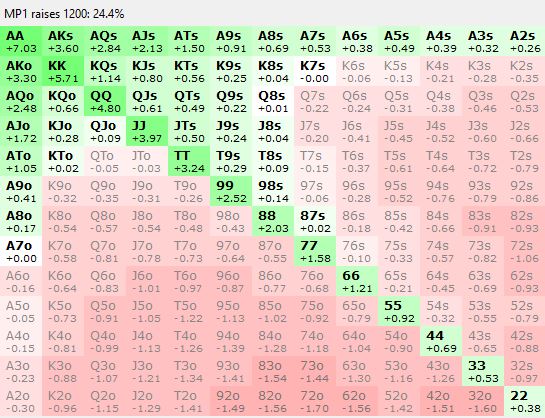 MP1 raises 1200: 24.4%
AA AKs AQs AJs ATs A9s A8s A7s A6s A5s A4s A3s A2s
+7.03 +3.60 +2.84 +2.13 +1.50 +0.91 +0.69 +0.53 +0.38 +0.49 +0.39 +0.32 +0.26
AKo KK KQs KJs KTs K9s K8s K7s K6s K5s K4s K3s K2s
+3.30 +5.71 +1.14 +0.80 +0.56 +0.25 +0.04 -0.00 -0.06 -0.13 -0.21 -0.28 -0.35
AQo KQo QQ QJs QTs Q9s Q8s Q7s Q6s Q5s Q4s Q3s Q2s
+2.48 +0.66 +4.80 +0.61 +0.49 +0.22 +0.01 -0.22 -0.24 -0.31 -0.38 -0.46 -0.53
AJo KJo QJo JJ JTs J9s J8s J7s J6s J5s J4s J3s J2s
+1.72 +0.28 +0.09 +3.97 +0.50 +0.24 +0.04 -0.20 -0.41 -0.45 -0.52 -0.60 -0.66
ATo KTo QTo JTo TT T9s T8s T7s T6s T5s T4s T3s T2s
+1.05 +0.02 -0.05 -0.03 +3.24 +0.29 +0.09 -0.15 -0.37 -0.61 -0.64 -0.72 -0.79
A9o K9o Q9o J9o T9o 99 98s 97s 96s 95s 94s 93s 92s
+0.41 -0.32 -0.35 -0.31 -0.26 +2.52 +0.14 -0.06 -0.28 -0.52 -0.76 -0.79 -0.86
A8o K8o Q8o J8o T8o 98o 88 87s 86s 85s 84s 83s 82s
+0.17 -0.54 -0.57 -0.54 -0.48 -0.43 +2.03 +0.02 -0.18 -0.42 -0.66 -0.91 -0.93
A7o K7o Q7o J7o T7o 97o 87o 77 76s 75s 74s 73s 72s
+0.00 -0.58 -0.81 -0.78 -0.73 -0.64 -0.55 +1.58 -0.10 -0.33 -0.57 -0.82 -1.06
A6o K6o Q6o J6o T6o 96o 86o 76o 66 65s 64s 63s 62s
-0.16 -0.64 -0.83 -1.01 -0.97 -0.87 -0.77 -0.68 +1.21 -0.21 -0.45 -0.69 -0.93
A5o K5o Q5o J5o T5o 95o 85o 75o 65o 55 54s 53s 52s
-0.05 -0.73 -0.91 -1.05 -1.22 -1.13 -1.02 -0.92 -0.79 +0.92 -0.32 -0.55 -0.79
A4o K4o Q4o J4o T4o 94o 84o 74o 64o 54o 44 43s 42s
-0.15 -0.81 -0.99 -1.13 -1.26 -1.39 -1.28 -1.18 -1.04 -0.90 +0.69 -0.65 -0.88
A3o K3o Q3o J3o T3o 93o 83o 73o 63o 53o 43o 33 32s
-0.23 -0.88 -1.07 -1.21 -1.34 -1.41 -1.54 -1.44 -1.30 -1.16 -1.26 +0.53 -0.97
A2o K2o Q2o J2o T2o 92o 82o 72o 62o 52o 42o 32o 22
-0.30 -0.96 -1.15 -1.29 -1.41 -1.49 -1.56 -1.70 -1.56 -1.42 -1.51 -1.60 +0.38